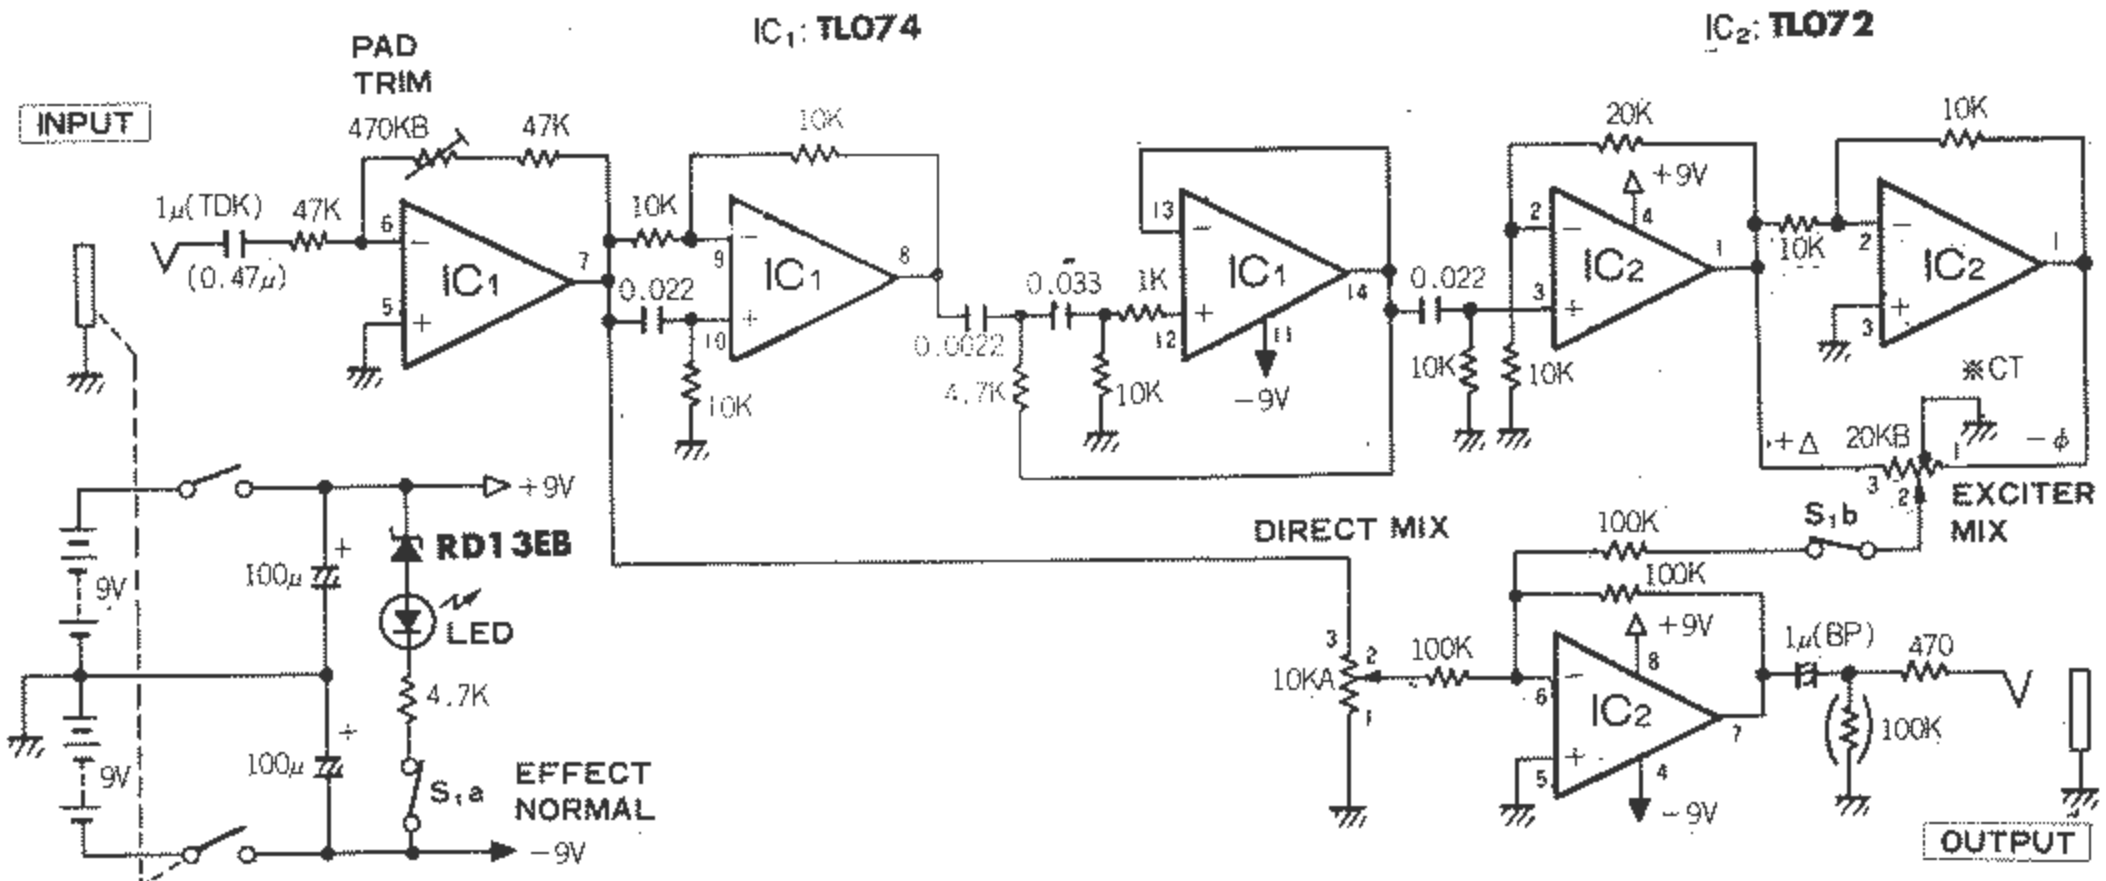 IC₁: TL074
IC₂: TL072
PAD
TRIM
INPUT
470KB
47K
10K
20K
10K
+9V
1μ(TDK)
47K
(0.47μ)
6
−
5
+
IC₁
7
10K
0.022
9
−
10
+
IC₁
8
10K
0.0022
0.033
4.7K
1K
10K
13
−
12
+
IC₁
14
11
−9V
0.022
10K
10K
2
−
3
+
IC₂
4
1
10K
2
−
3
+
IC₂
1
※CT
+Δ
20KB
−φ
3
2
1
EXCITER
MIX
S₁b
+9V
RD13EB
9V
100μ
+
LED
4.7K
9V
100μ
+
S₁a
EFFECT
NORMAL
−9V
DIRECT MIX
100K
100K
3
2
10KA
1
100K
+9V
8
6
−
5
+
IC₂
7
4
−9V
1μ(BP)
470
(100K)
OUTPUT